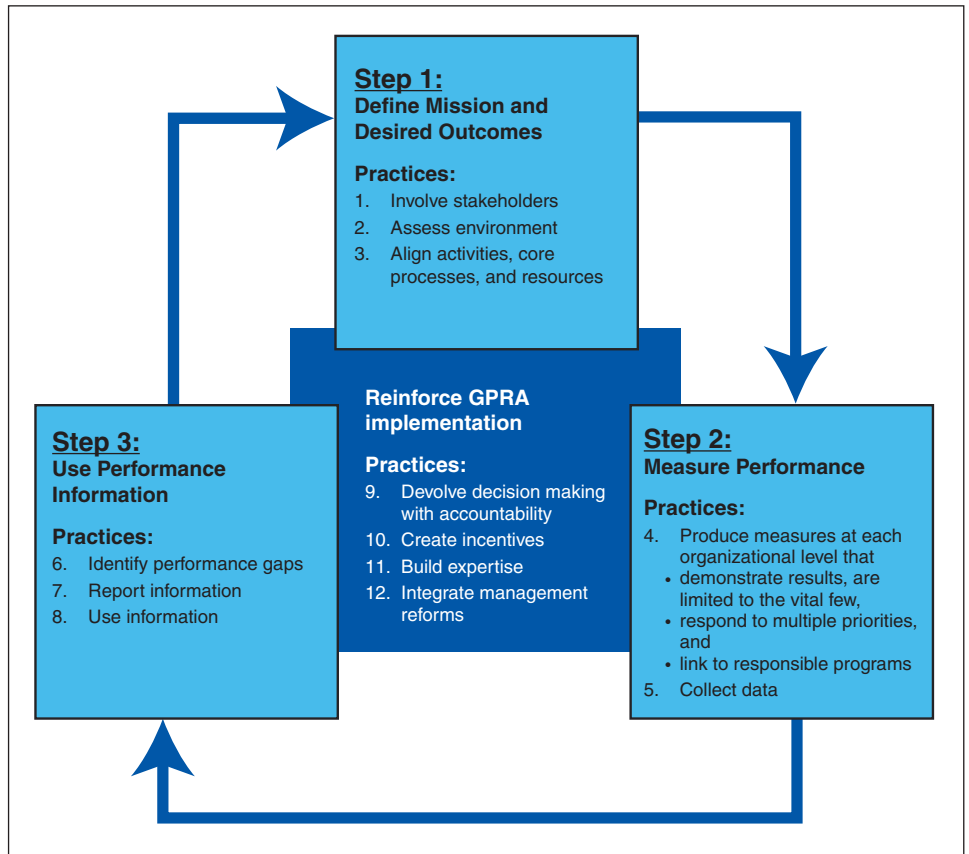 Step 1:
Define Mission and
Desired Outcomes
Practices:
1. Involve stakeholders
2. Assess environment
3. Align activities, core
processes, and resources
Reinforce GPRA
implementation
Practices:
9. Devolve decision making
with accountability
10. Create incentives
11. Build expertise
12. Integrate management
reforms
Step 3:
Use Performance
Information
Practices:
6. Identify performance gaps
7. Report information
8. Use information
Step 2:
Measure Performance
Practices:
4. Produce measures at each
organizational level that
• demonstrate results, are
limited to the vital few,
• respond to multiple priorities,
and
• link to responsible programs
5. Collect data